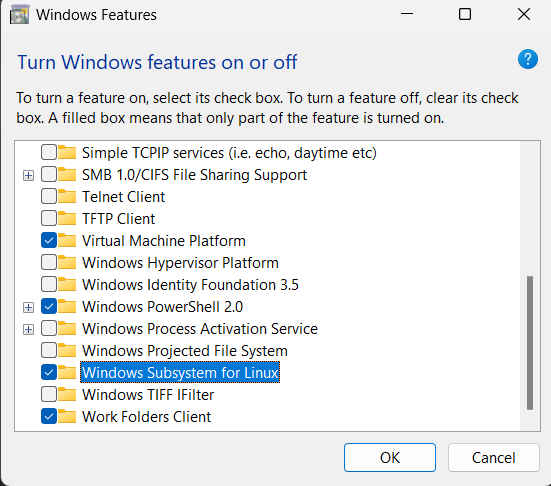 Windows Features
Turn Windows features on or off
?
To turn a feature on, select its check box. To turn a feature off, clear its check
box. A filled box means that only part of the feature is turned on.
Simple TCPIP services (i.e. echo, daytime etc)
SMB 1.0/CIFS File Sharing Support
Telnet Client
TFTP Client
Virtual Machine Platform
Windows Hypervisor Platform
Windows Identity Foundation 3.5
Windows PowerShell 2.0
Windows Process Activation Service
Windows Projected File System
Windows Subsystem for Linux
Windows TIFF IFilter
Work Folders Client
OK
Cancel